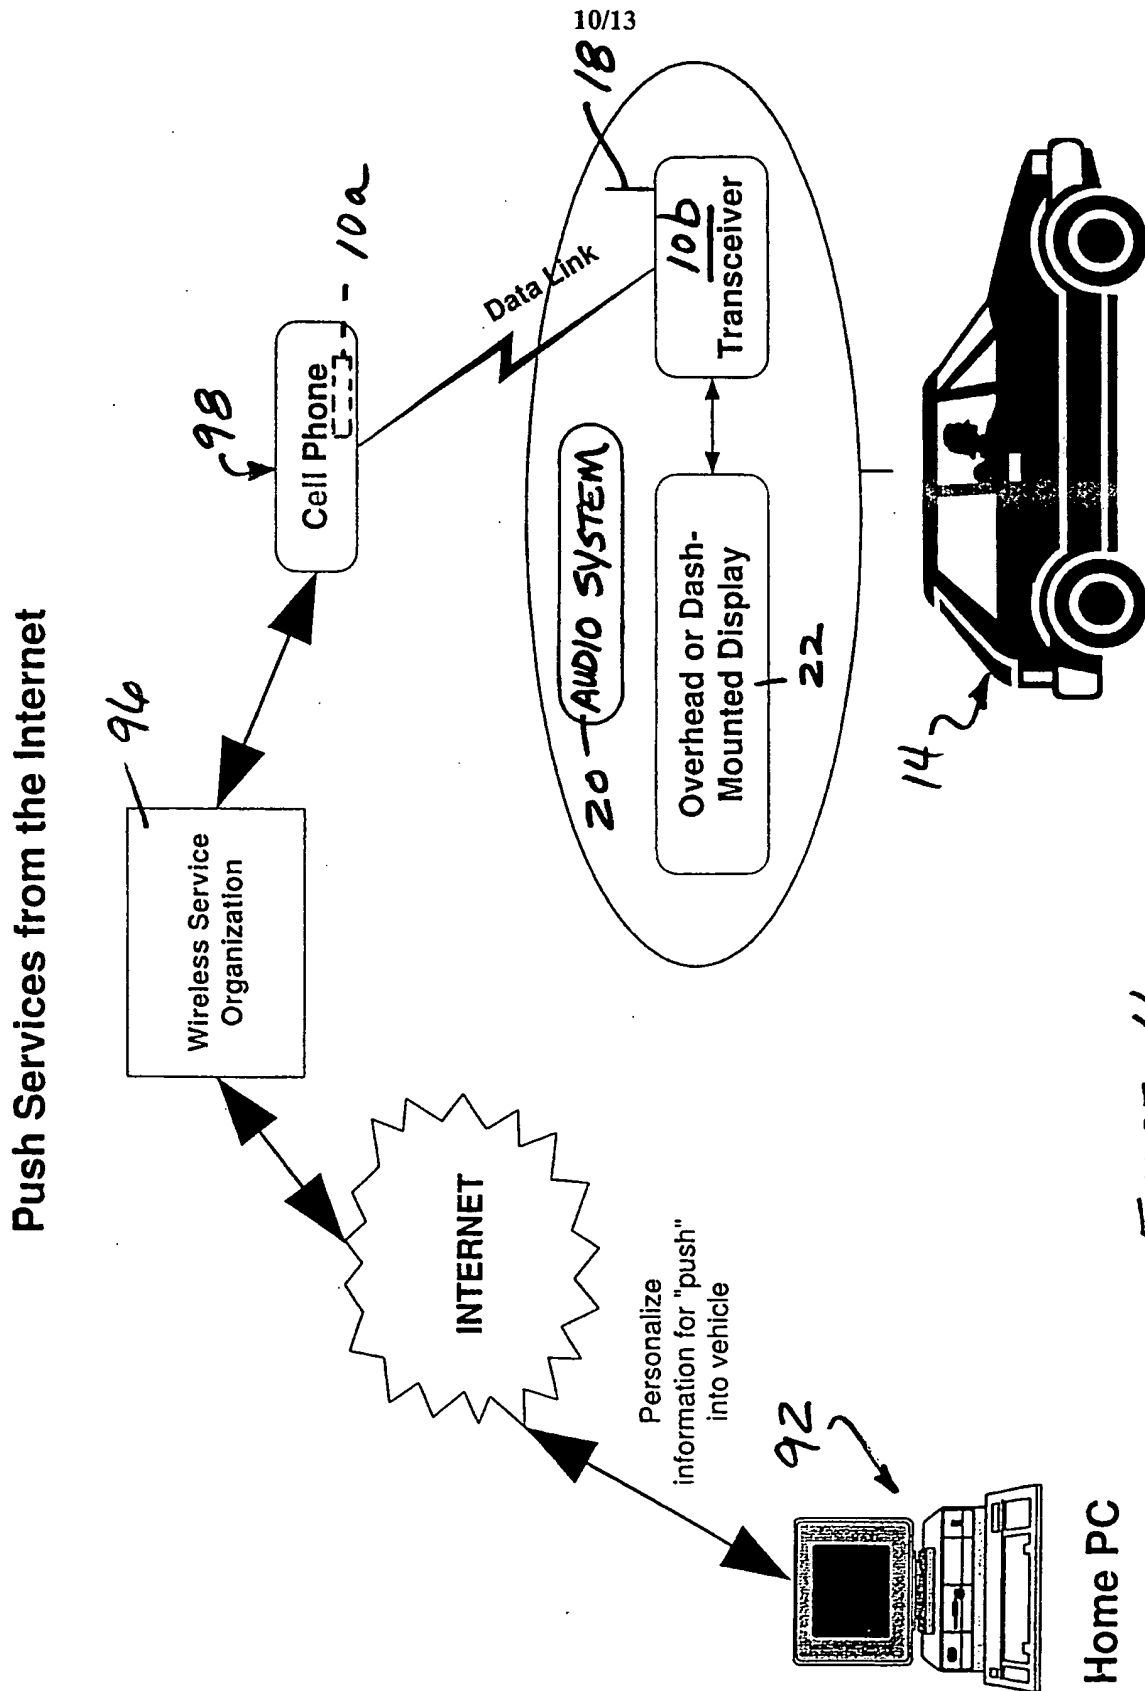 10/13
Push Services from the Internet
96
Wireless Service
Organization
98
Cell Phone
10a
Data Link
18
10b
Transceiver
20
AUDIO SYSTEM
Overhead or Dash-
Mounted Display
22
14
INTERNET
Personalize
information for "push"
into vehicle
92
Home PC